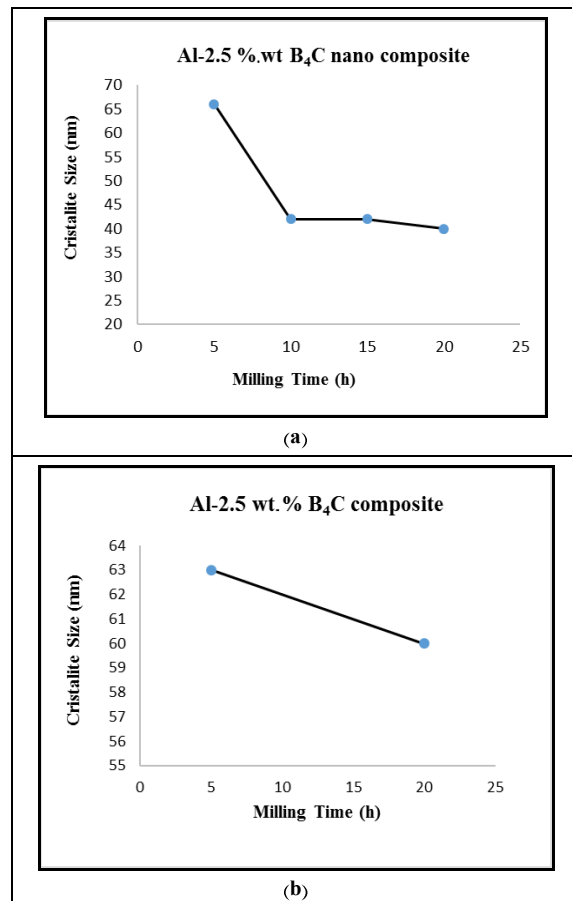 Al-2.5 %.wt B₄C nano composite
Cristalite Size (nm)
70
65
60
55
50
45
40
35
30
25
20
0 5 10 15 20 25
Milling Time (h)
(a)
Al-2.5 wt.% B₄C composite
Cristalite Size (nm)
64
63
62
61
60
59
58
57
56
55
0 5 10 15 20 25
Milling Time (h)
(b)